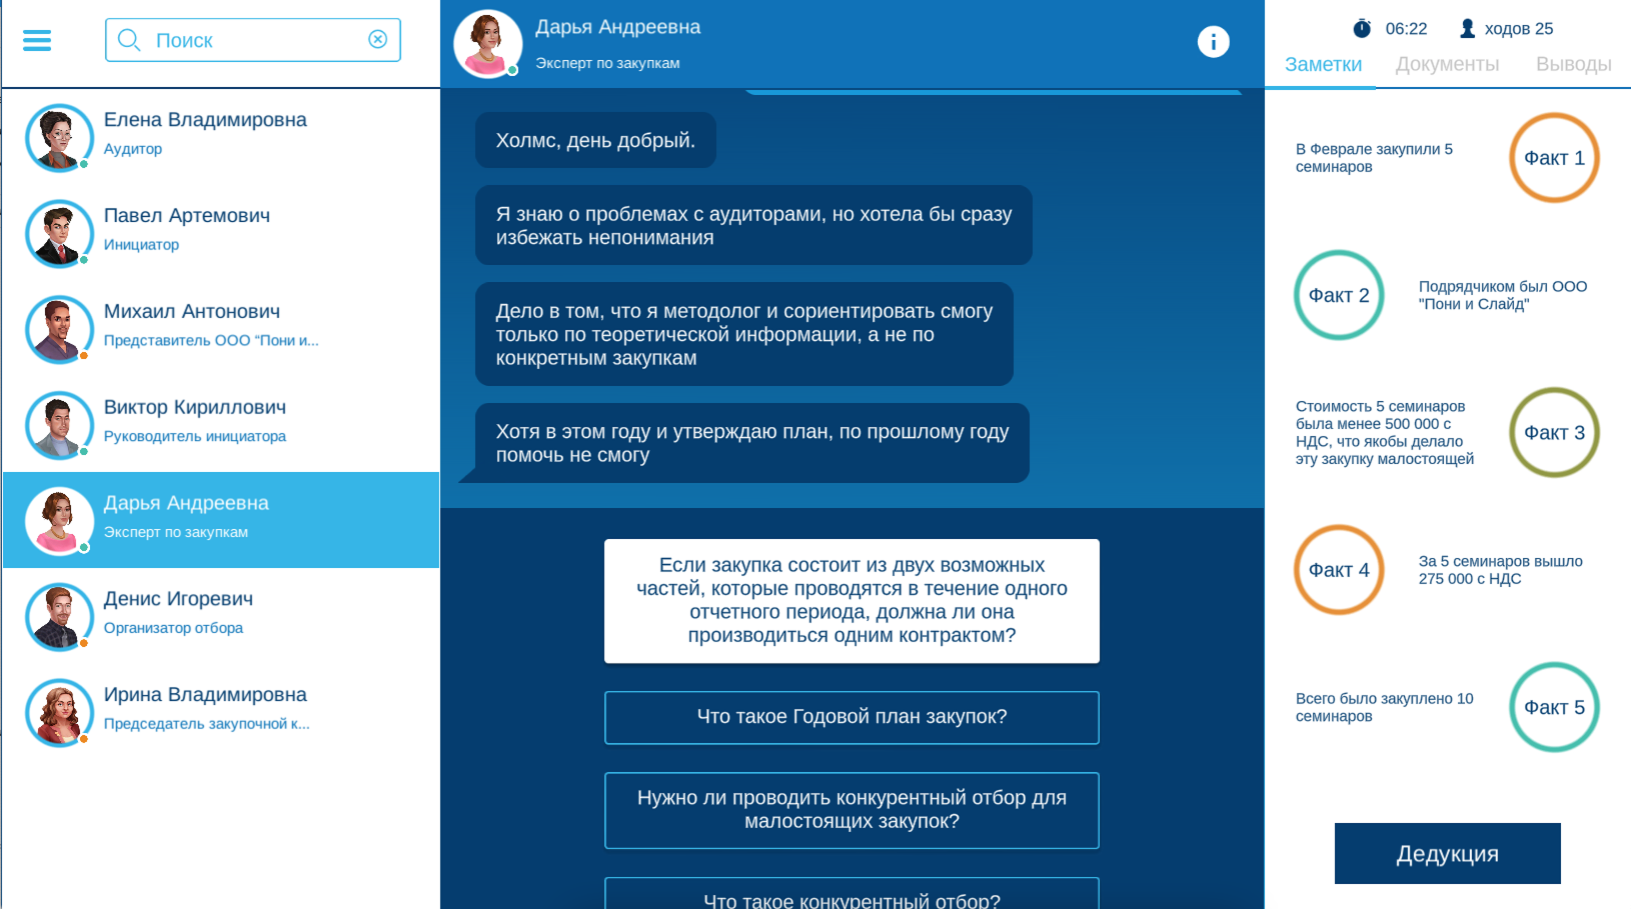 Поиск
Елена Владимировна
Аудитор
Павел Артемович
Инициатор
Михаил Антонович
Представитель ООО "Пони и...
Виктор Кириллович
Руководитель инициатора
Дарья Андреевна
Эксперт по закупкам
Денис Игоревич
Организатор отбора
Ирина Владимировна
Председатель закупочной к...
Дарья Андреевна
Эксперт по закупкам
Холмс, день добрый.
Я знаю о проблемах с аудиторами, но хотела бы сразу
избежать непонимания
Дело в том, что я методолог и сориентировать смогу
только по теоретической информации, а не по
конкретным закупкам
Хотя в этом году и утверждаю план, по прошлому году
помочь не смогу
Если закупка состоит из двух возможных
частей, которые проводятся в течение одного
отчетного периода, должна ли она
производиться одним контрактом?
Что такое Годовой план закупок?
Нужно ли проводить конкурентный отбор для
малостоящих закупок?
Что такое конкурентный отбор?
06:22
ходов 25
Заметки
Документы
Выводы
В Феврале закупили 5
семинаров
Факт 1
Факт 2
Подрядчиком был ООО
"Пони и Слайд"
Стоимость 5 семинаров
была менее 500 000 с
НДС, что якобы делало
эту закупку малостоящей
Факт 3
Факт 4
За 5 семинаров вышло
275 000 с НДС
Всего было закуплено 10
семинаров
Факт 5
Дедукция